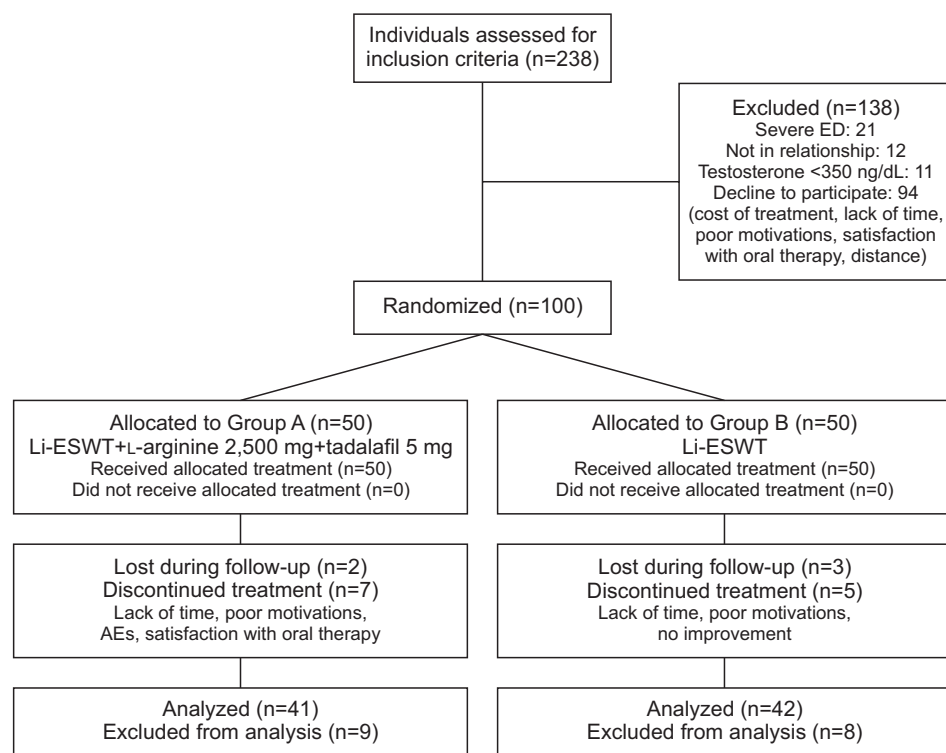 Individuals assessed for
inclusion criteria (n=238)
Excluded (n=138)
Severe ED: 21
Not in relationship: 12
Testosterone <350 ng/dL: 11
Decline to participate: 94
(cost of treatment, lack of time,
poor motivations, satisfaction
with oral therapy, distance)
Randomized (n=100)
Allocated to Group A (n=50)
Li-ESWT+L-arginine 2,500 mg+tadalafil 5 mg
Received allocated treatment (n=50)
Did not receive allocated treatment (n=0)
Allocated to Group B (n=50)
Li-ESWT
Received allocated treatment (n=50)
Did not receive allocated treatment (n=0)
Lost during follow-up (n=2)
Discontinued treatment (n=7)
Lack of time, poor motivations,
AEs, satisfaction with oral therapy
Lost during follow-up (n=3)
Discontinued treatment (n=5)
Lack of time, poor motivations,
no improvement
Analyzed (n=41)
Excluded from analysis (n=9)
Analyzed (n=42)
Excluded from analysis (n=8)